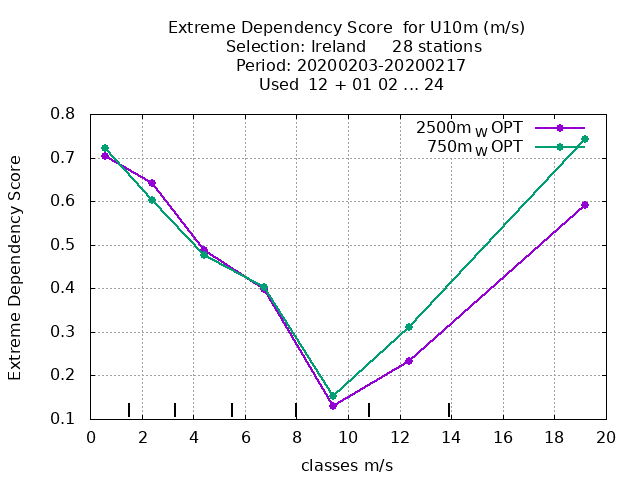 Extreme Dependency Score  for U10m (m/s)
Selection: Ireland     28 stations
Period: 20200203-20200217
Used  12 + 01 02 ... 24
2500m W OPT
750m W OPT
0.8
0.7
0.6
0.5
0.4
0.3
0.2
0.1
Extreme Dependency Score
0 2 4 6 8 10 12 14 16 18 20
classes m/s